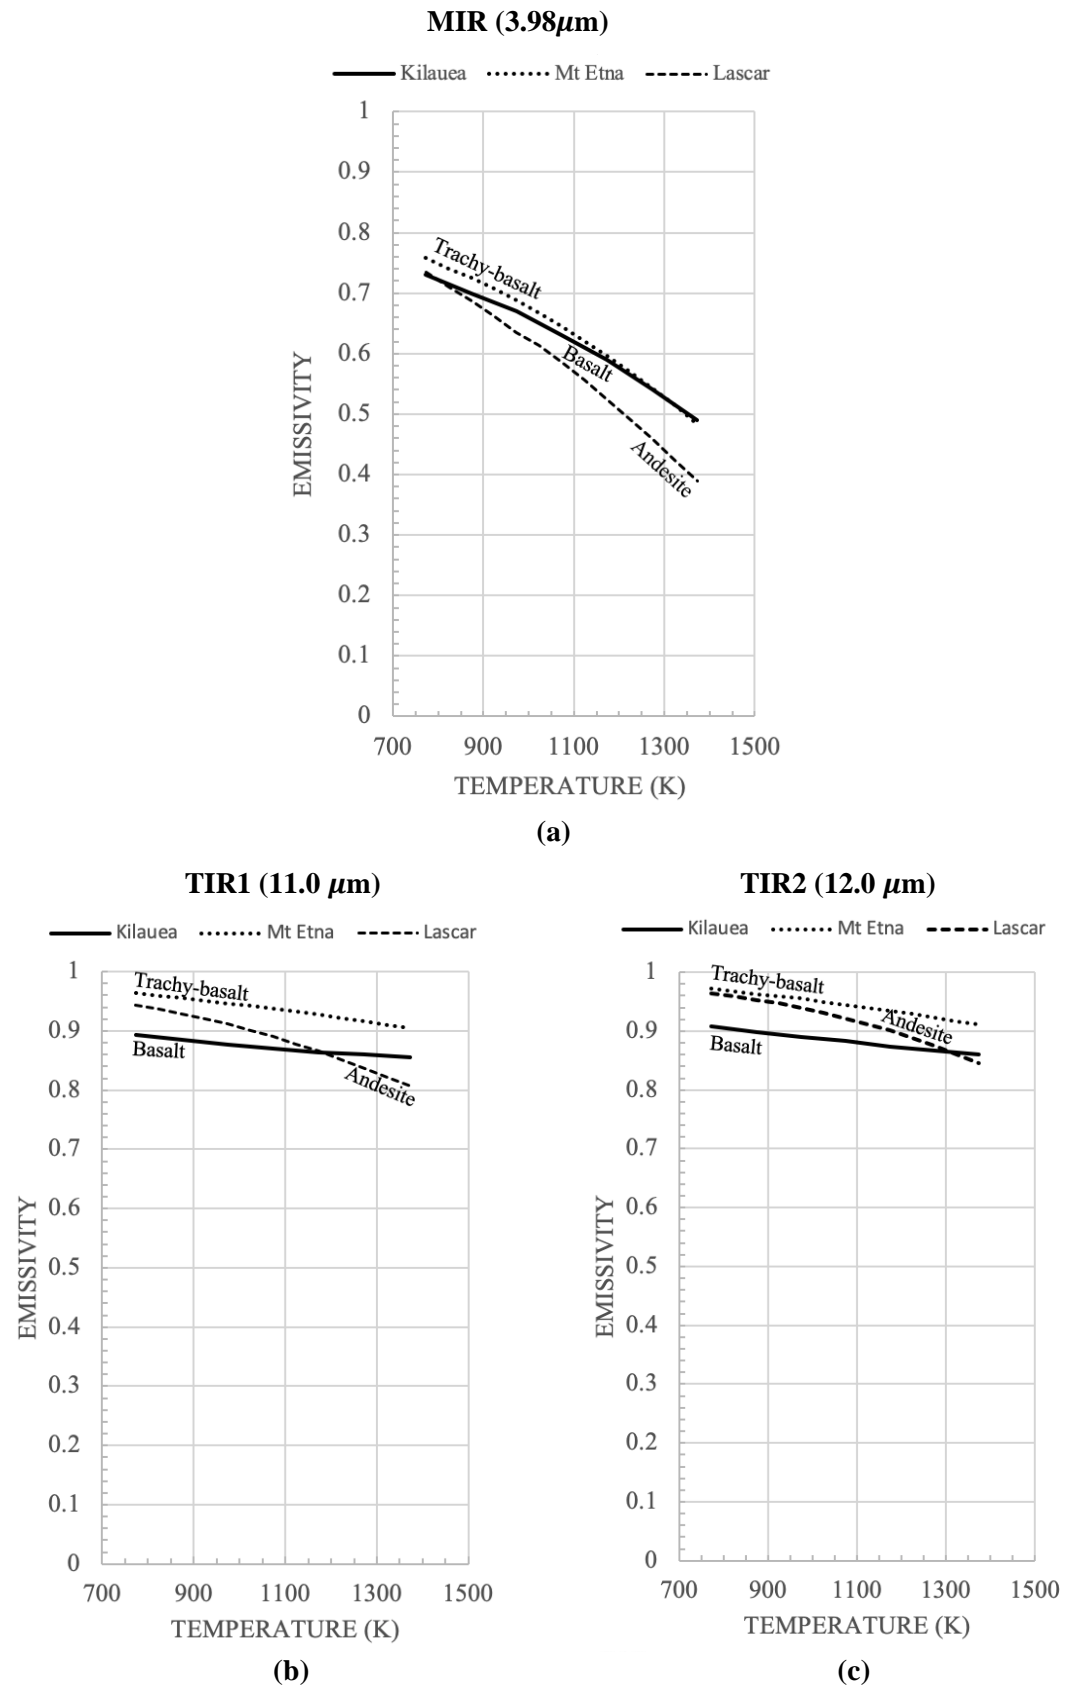 MIR (3.98𝝁m)
Kilauea Mt Etna Lascar
1
0.9
0.8
0.7
0.6
0.5
0.4
0.3
0.2
0.1
0
EMISSIVITY
Trachy-basalt
Basalt
Andesite
700 900 1100 1300 1500
TEMPERATURE (K)
(a)
TIR1 (11.0 𝝁m)
Kilauea Mt Etna Lascar
1
0.9
0.8
0.7
0.6
0.5
0.4
0.3
0.2
0.1
0
EMISSIVITY
Trachy-basalt
Basalt
Andesite
700 900 1100 1300 1500
TEMPERATURE (K)
(b)
TIR2 (12.0 𝝁m)
Kilauea Mt Etna Lascar
1
0.9
0.8
0.7
0.6
0.5
0.4
0.3
0.2
0.1
0
EMISSIVITY
Trachy-basalt
Andesite
Basalt
700 900 1100 1300 1500
TEMPERATURE (K)
(c)